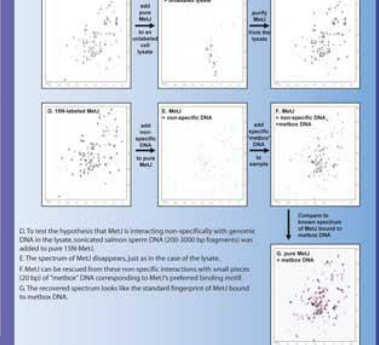 + unlabeled lysate
add
pure
MetJ
to an
unlabeled
cell
lysate
purify
MetJ
from the
lysate
D. 15N-labeled MetJ
add
non-
specific
DNA
to pure
MetJ
E. MetJ
+ non-specific DNA
add
specific
"metbox"
DNA
to
sample
F. MetJ
+ non-specific DNA,
+metbox DNA
Compare to
known spectrum
of MetJ bound to
metbox DNA
G. pure MetJ
+ metbox DNA
D. To test the hypothesis that MetJ is interacting non-specifically with genomic
DNA in the lysate, sonicated salmon sperm DNA (200-3000 bp fragments) was
added to pure 15N-MetJ.
E. The spectrum of MetJ disappears, just as in the case of the lysate.
F. MetJ can be rescued from these non-specific interactions with small pieces
(20 bp) of "metbox" DNA corresponding to MetJ's preferred binding motif.
G. The recovered spectrum looks like the standard fingerprint of MetJ bound
to metbox DNA.